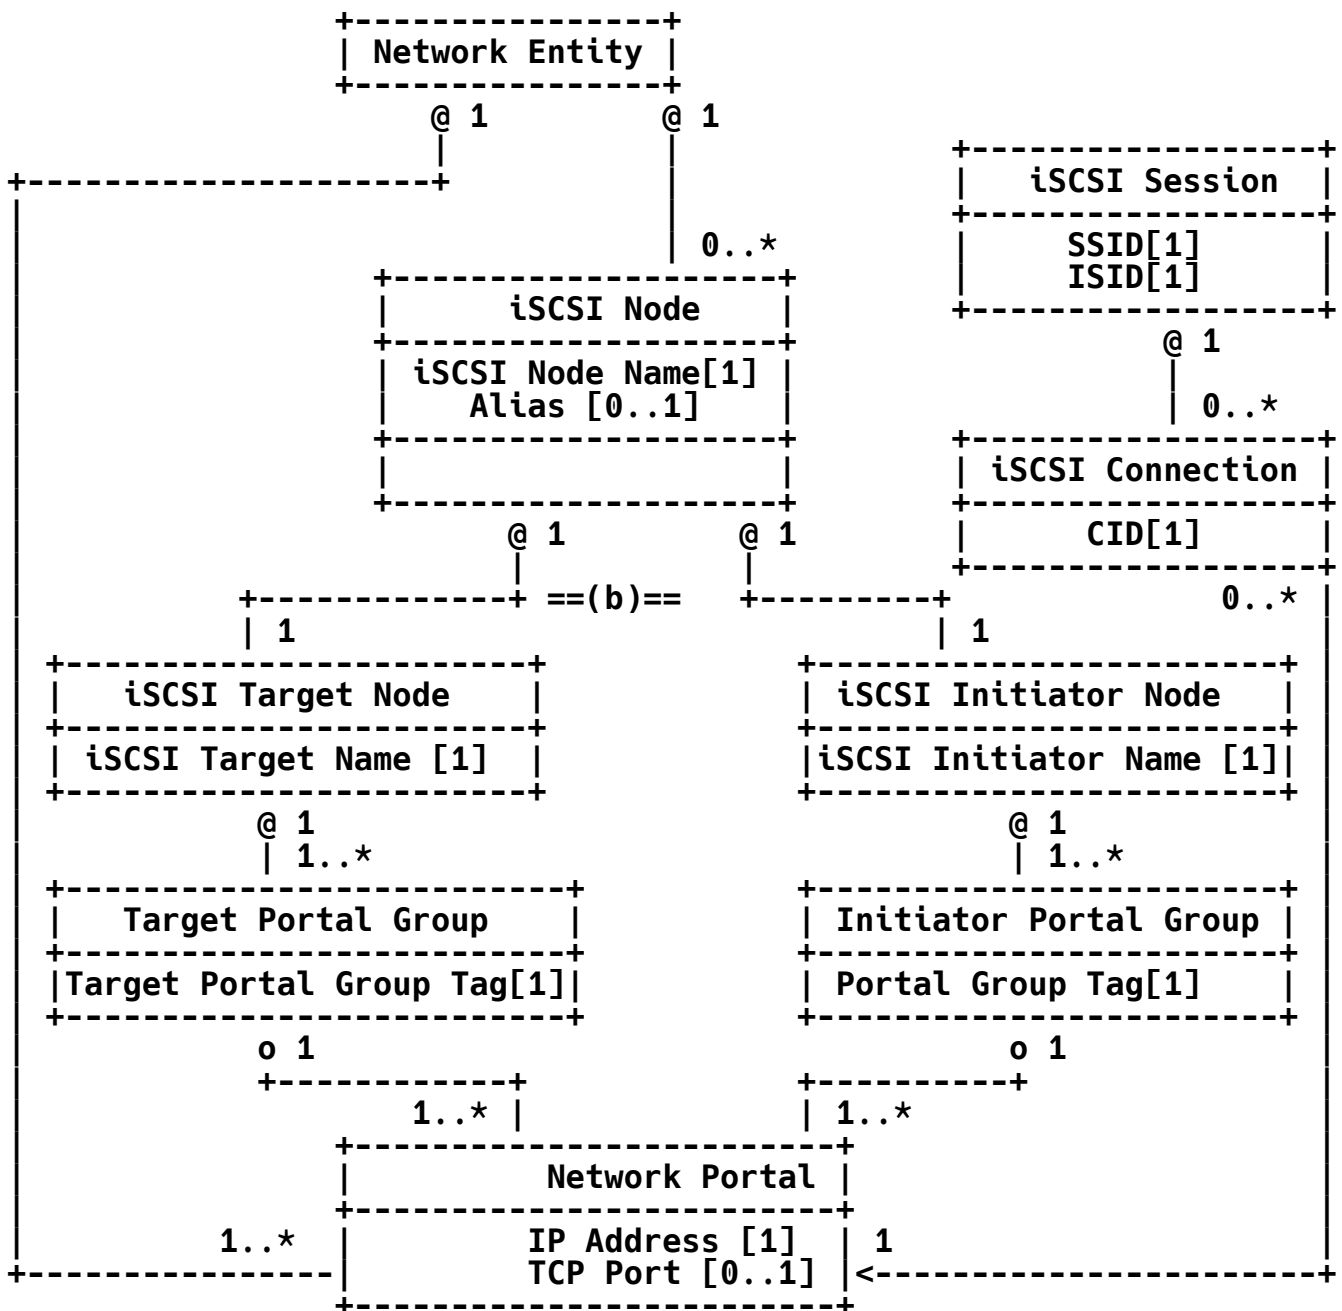 +----------------+
| Network Entity |
+----------------+
@ 1 @ 1
| |
+------------------+
+---------------------+ | | iSCSI Session |
| | +------------------+
| | 0..* | SSID[1] |
| | ISID[1] |
| +--------------------+
| | iSCSI Node | +------------------+
| +--------------------+ @ 1
| | iSCSI Node Name[1] | |
| | Alias [0..1] | | 0..*
| +--------------------+ +------------------+
| | | | iSCSI Connection |
| +--------------------+ +------------------+
| @ 1 @ 1 | CID[1] |
| | | +------------------+
| +-------------+ ==(b)== +---------+ 0..* |
| | 1 | 1 |
| +------------------------+ +------------------------+ |
| | iSCSI Target Node | | iSCSI Initiator Node | |
| +------------------------+ +------------------------+ |
| | iSCSI Target Name [1] | |iSCSI Initiator Name [1]| |
| +------------------------+ +------------------------+ |
| @ 1 @ 1 |
| | 1..* | 1..* |
| +--------------------------+ +------------------------+ |
| | Target Portal Group | | Initiator Portal Group | |
| +--------------------------+ +------------------------+ |
| |Target Portal Group Tag[1]| | Portal Group Tag[1] | |
| +--------------------------+ +------------------------+ |
| o 1 o 1 |
| +------------+ +----------+ |
| 1..* | | 1..* |
| +-------------------------+ |
| | Network Portal | |
| +-------------------------+ |
| 1..* | IP Address [1] | 1 |
+----------------| TCP Port [0..1] |<-----------------------+
+-------------------------+